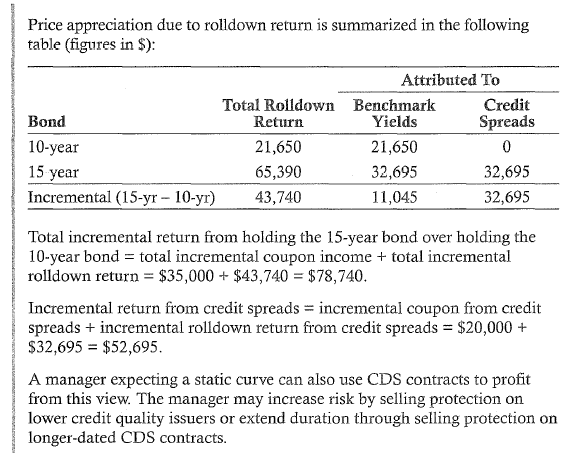 Price appreciation due to rolldown return is summarized in the following
table (figures in $):
Attributed To
Total Rolldown Benchmark Credit
Bond Return Yields Spreads
10-year 21,650 21,650 0
15 year 65,390 32,695 32,695
Incremental (15-yr – 10-yr) 43,740 11,045 32,695
Total incremental return from holding the 15-year bond over holding the
10-year bond = total incremental coupon income + total incremental
rolldown return = $35,000 + $43,740 = $78,740.
Incremental return from credit spreads = incremental coupon from credit
spreads + incremental rolldown return from credit spreads = $20,000 +
$32,695 = $52,695.
A manager expecting a static curve can also use CDS contracts to profit
from this view. The manager may increase risk by selling protection on
lower credit quality issuers or extend duration through selling protection on
longer-dated CDS contracts.